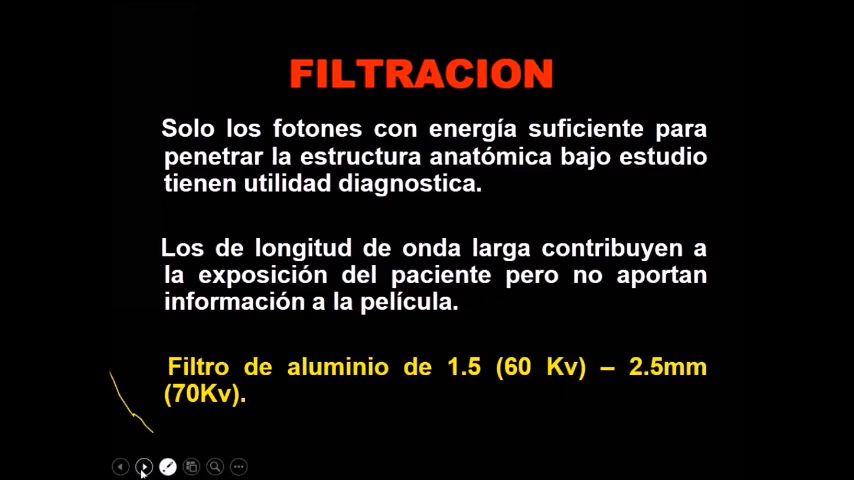 FILTRACION
Solo los fotones con energía suficiente para
penetrar la estructura anatómica bajo estudio
tienen utilidad diagnostica.
Los de longitud de onda larga contribuyen a
la exposición del paciente pero no aportan
información a la película.
Filtro de aluminio de 1.5 (60 Kv) – 2.5mm
(70Kv).